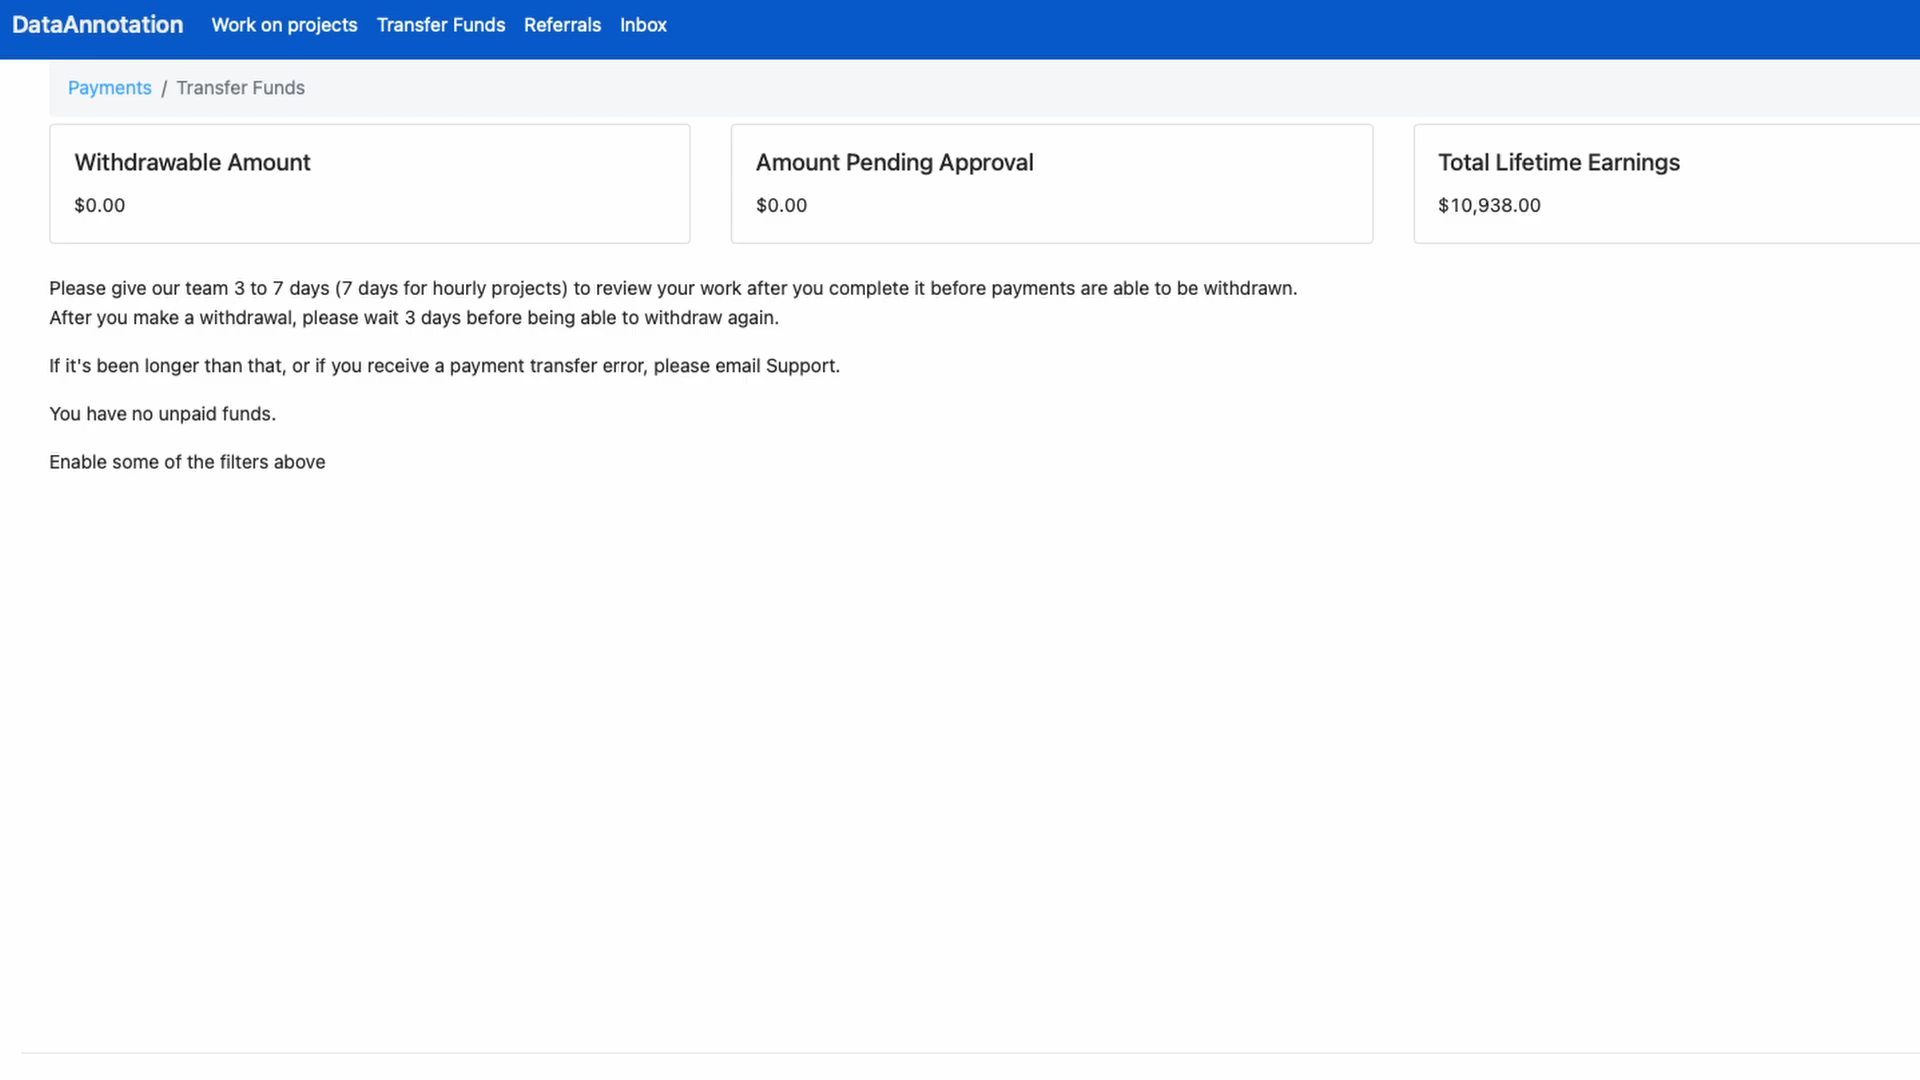 DataAnnotation Work on projects Transfer Funds Referrals Inbox
Payments / Transfer Funds
Withdrawable Amount
$0.00
Amount Pending Approval
$0.00
Total Lifetime Earnings
$10,938.00
Please give our team 3 to 7 days (7 days for hourly projects) to review your work after you complete it before payments are able to be withdrawn.
After you make a withdrawal, please wait 3 days before being able to withdraw again.
If it's been longer than that, or if you receive a payment transfer error, please email Support.
You have no unpaid funds.
Enable some of the filters above